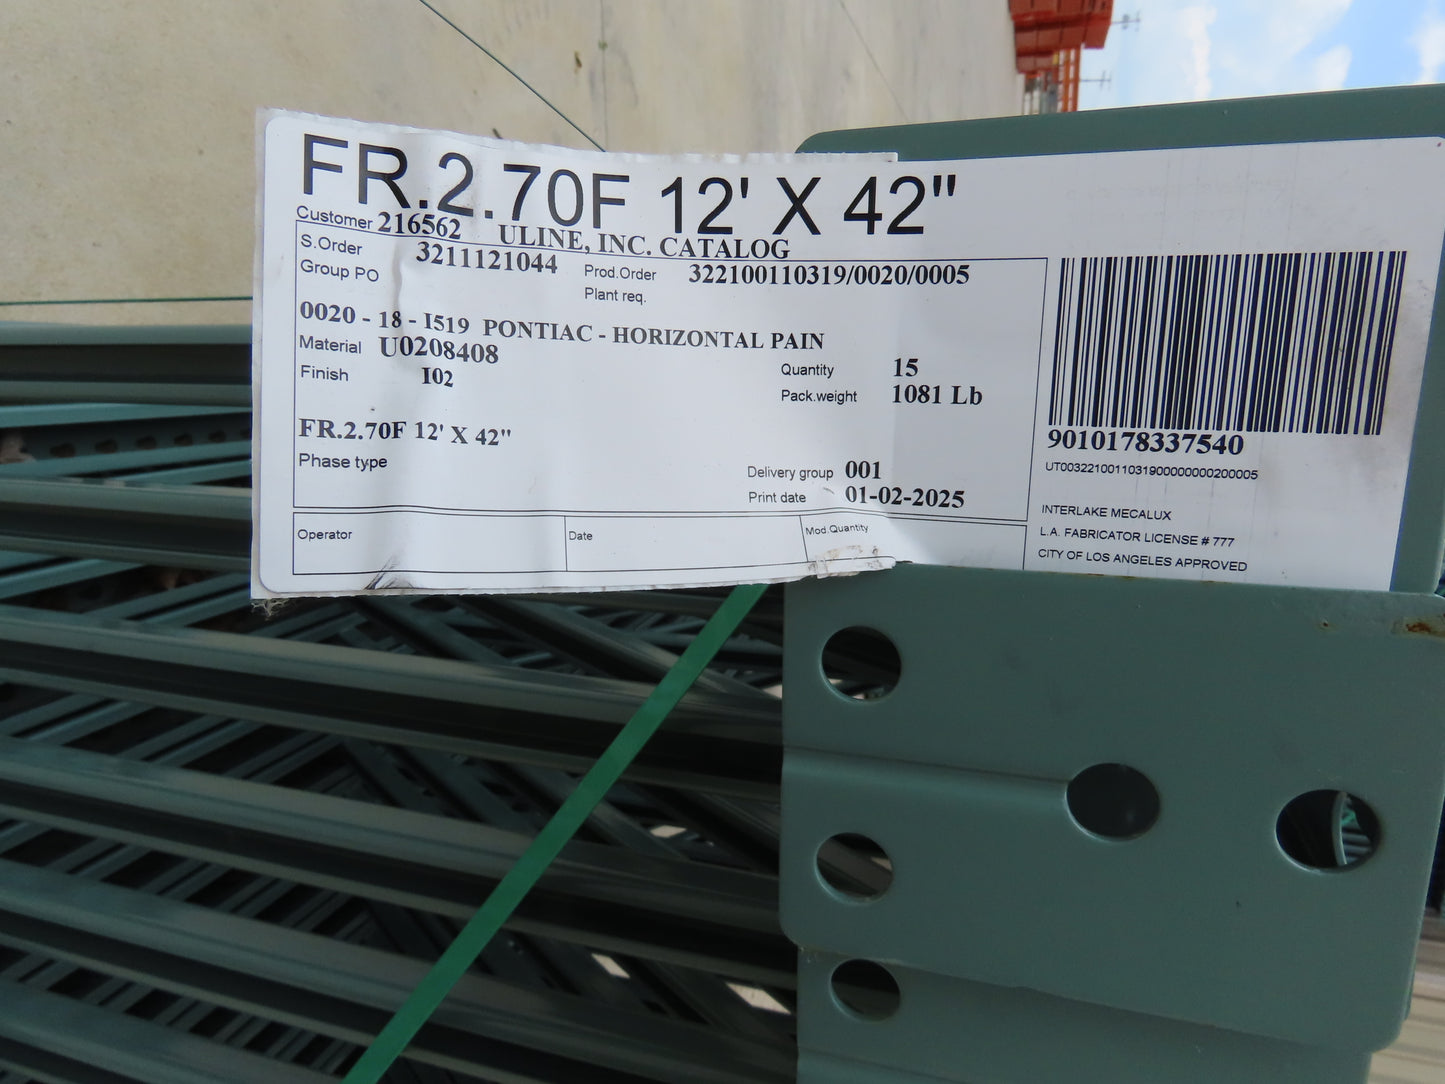 FR.2.70F 12' X 42"
Customer 216562 ULINE, INC. CATALOG
S.Order 3211121044 Prod.Order 322100110319/0020/0005
Group PO Plant req.
0020 - 18 - I519 PONTIAC - HORIZONTAL PAIN
Material U0208408
Quantity 15
Finish I02
Pack.weight 1081 Lb
FR.2.70F 12' X 42"
Phase type
Delivery group 001
Print date 01-02-2025
Operator Date Mod.Quantity
9010178337540
UT00322100110319000000000200005
INTERLAKE MECALUX
L.A. FABRICATOR LICENSE # 777
CITY OF LOS ANGELES APPROVED